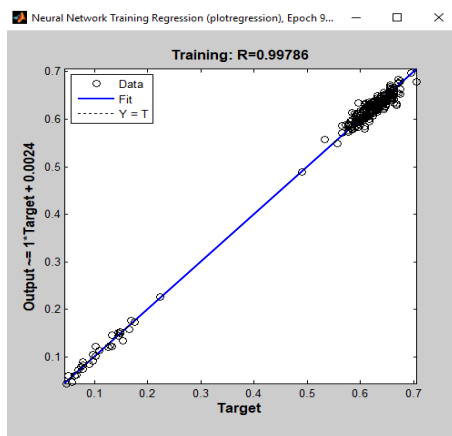 Neural Network Training Regression (plotregression), Epoch 9...
Training: R=0.99786
Data
Fit
Y = T
Output ~= 1*Target + 0.0024
0.7
0.6
0.5
0.4
0.3
0.2
0.1
0.1 0.2 0.3 0.4 0.5 0.6 0.7
Target